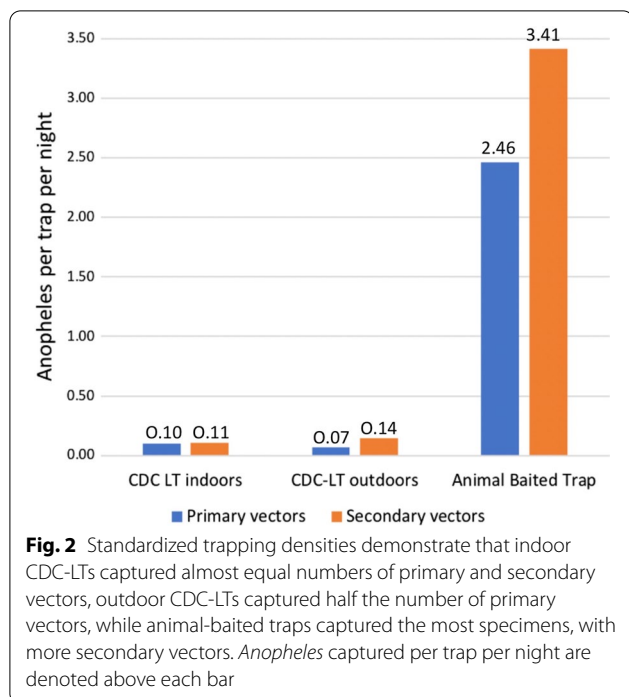 3.50
3.00
2.50
2.00
1.50
1.00
0.50
0.00
Anopheles per trap per night
O.10
O.11
O.07
O.14
2.46
3.41
CDC LT indoors
CDC-LT outdoors
Animal Baited Trap
Primary vectors
Secondary vectors
Fig. 2 Standardized trapping densities demonstrate that indoor
CDC-LTs captured almost equal numbers of primary and secondary
vectors, outdoor CDC-LTs captured half the number of primary
vectors, while animal-baited traps captured the most specimens, with
more secondary vectors. Anopheles captured per trap per night are
denoted above each bar